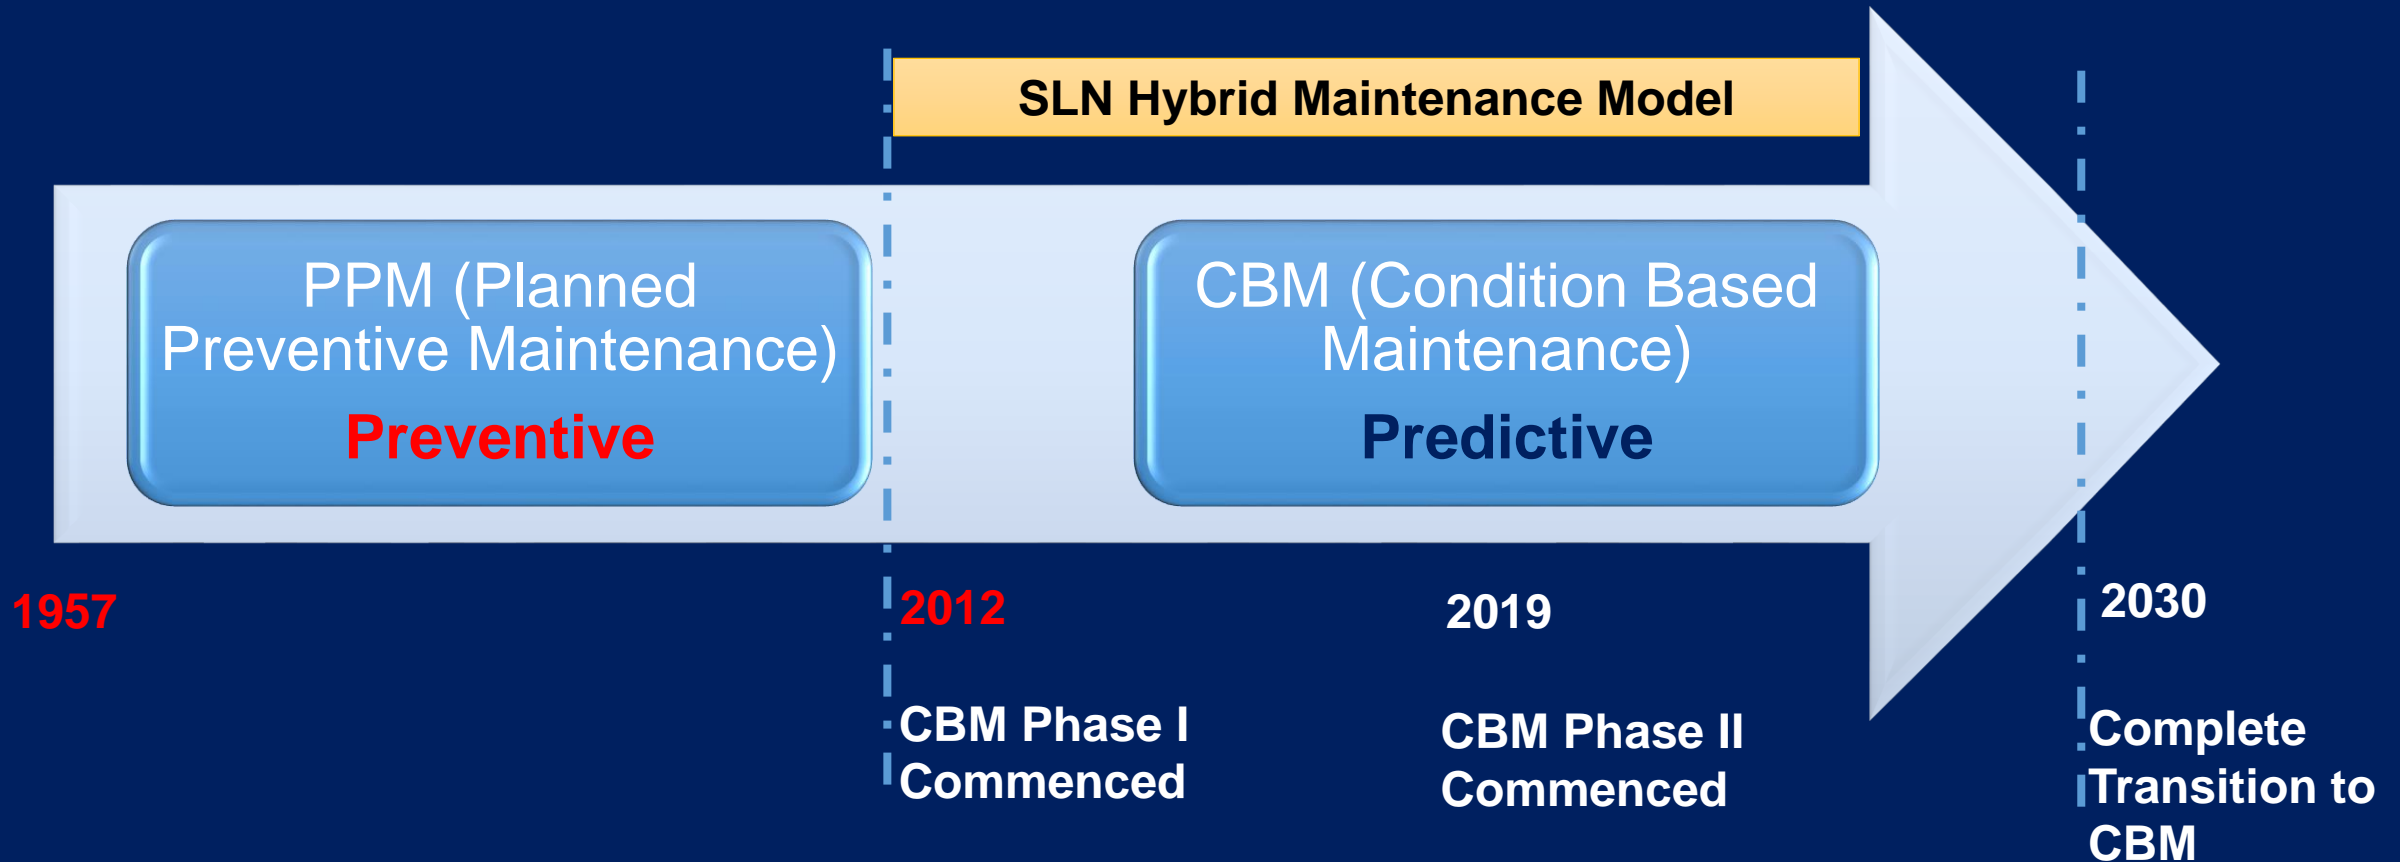 SLN Hybrid Maintenance Model
PPM (Planned
Preventive Maintenance)
Preventive
CBM (Condition Based
Maintenance)
Predictive
1957
2012
2019
2030
CBM Phase I
Commenced
CBM Phase II
Commenced
Complete
Transition to
CBM